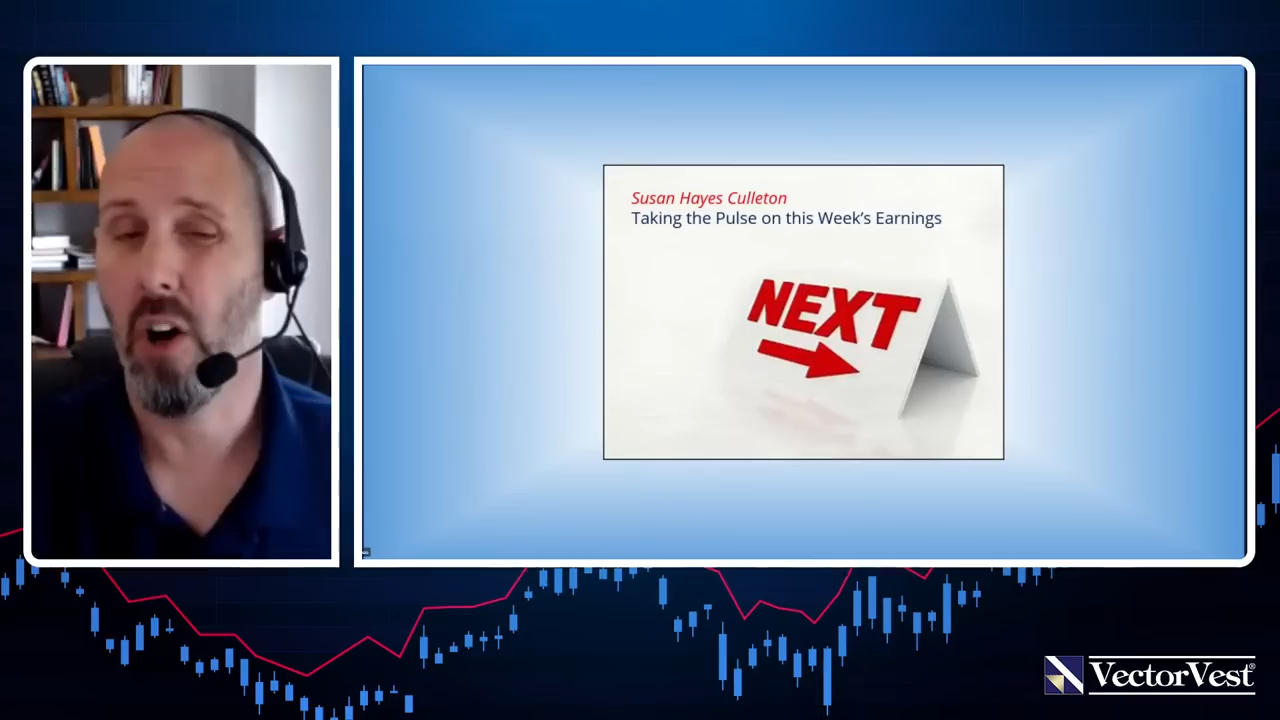 Susan Hayes Culleton
Taking the Pulse on this Week's Earnings
NEXT
VectorVest®